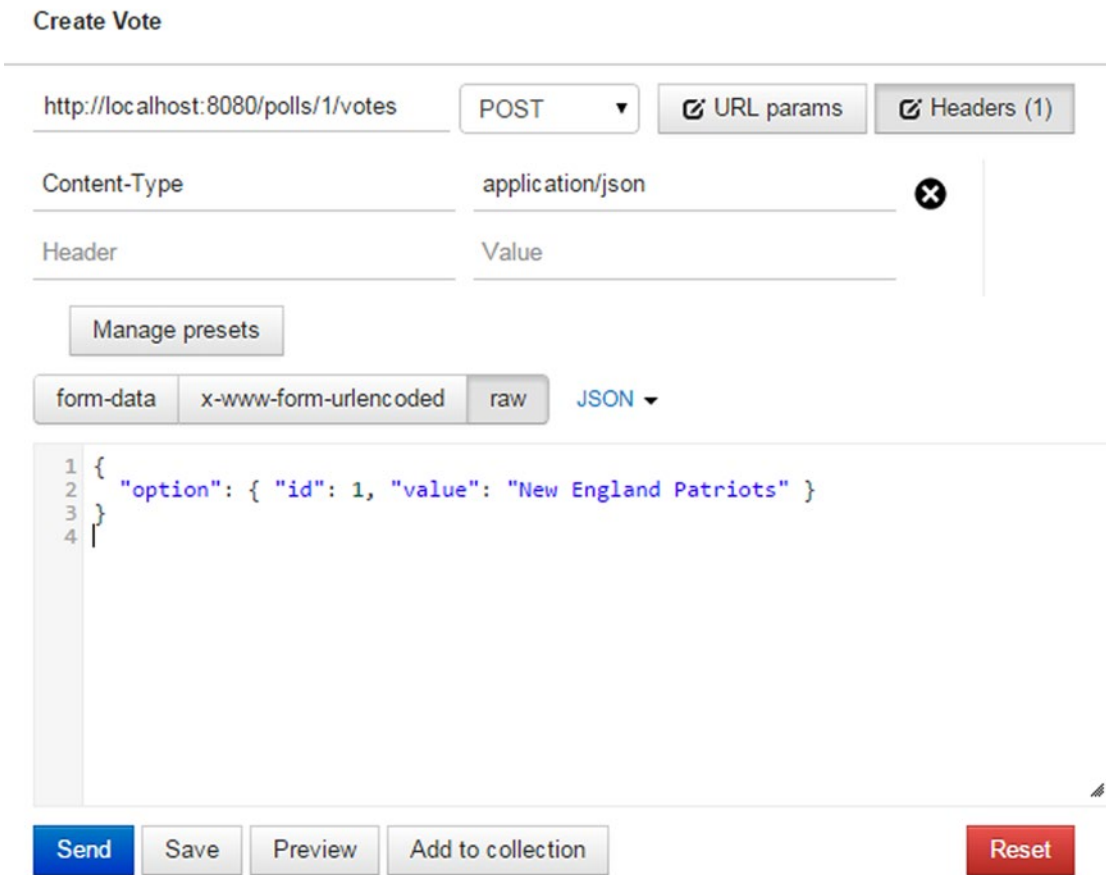 Create Vote
http://localhost:8080/polls/1/votes POST URL params Headers (1)
Content-Type application/json
Header Value
Manage presets
form-data x-www-form-urlencoded raw JSON
1 {
2 "option": { "id": 1, "value": "New England Patriots" }
3 }
4
Send Save Preview Add to collection Reset